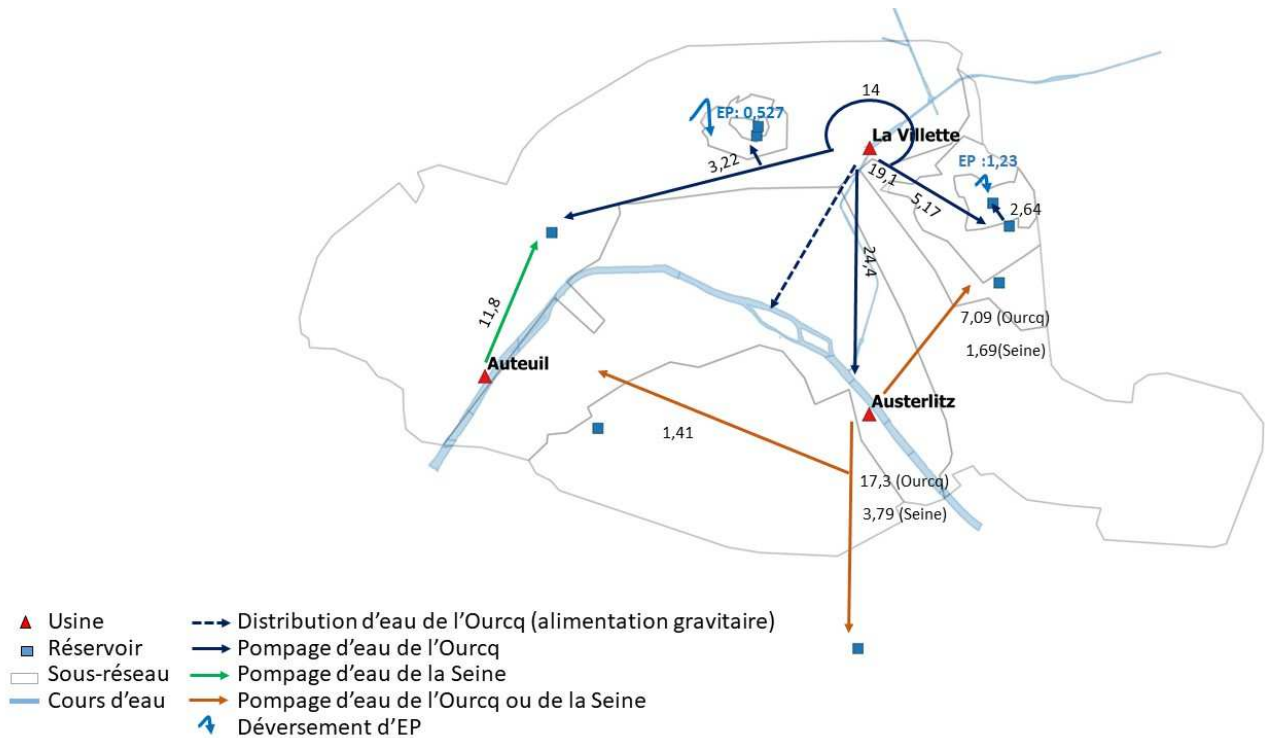 14
EP: 0,527
La Villette
3,22
19,1
EP :1,23
5,17
2,64
24,4
11,8
7,09 (Ourcq)
1,69(Seine)
Auteuil
Austerlitz
1,41
17,3 (Ourcq)
3,79 (Seine)
Usine
Réservoir
Sous-réseau
Cours d'eau
Distribution d'eau de l'Ourcq (alimentation gravitaire)
Pompage d'eau de l'Ourcq
Pompage d'eau de la Seine
Pompage d'eau de l'Ourcq ou de la Seine
Déversement d'EP